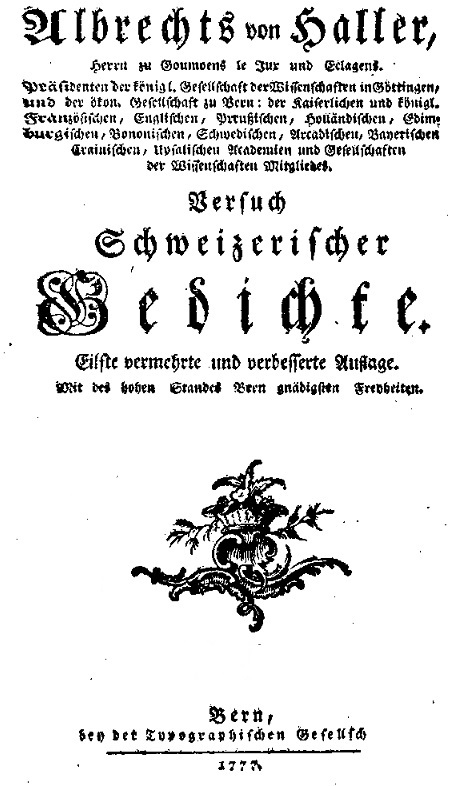 Albrechts von Haller,
Herrn zu Goumoens le Jux und Eclagens.
Präsidenten der königl. Gesellschaft der Wissenschaften in Göttingen,
und der ökon. Gesellschaft zu Bern: der Kaiserlichen und königl.
Französischen, Englischen, Preußischen, Holländischen, Edim-
burgischen, Bononischen, Schwedischen, Arcadischen, Bayerischen
Crainischen, Upsalischen Academien und Gesellschaften
der Wissenschaften Mitgliedes.
Versuch
Schweizerischer
Gedichte.
Eilfte vermehrte und verbesserte Auflage.
Mit des hohen Standes Bern gnädigsten Freyheiten.
Bern,
bey der Typographischen Gesellsch
1777.